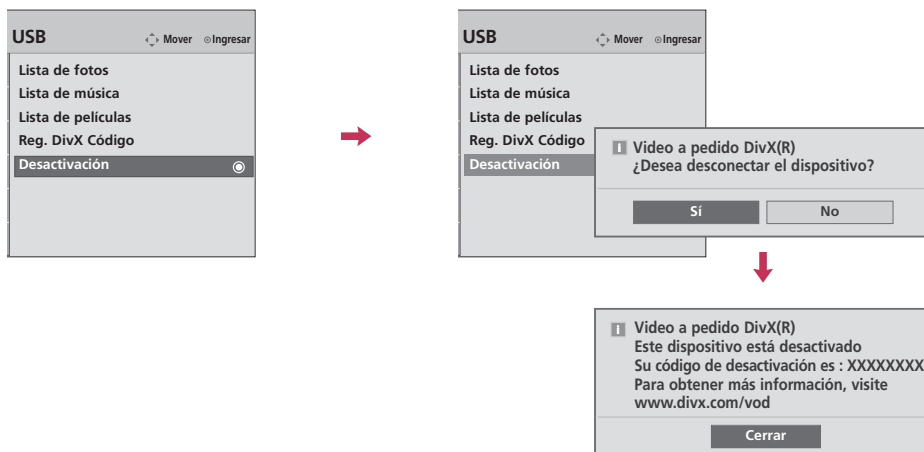 USB
Mover
Ingresar
Lista de fotos
Lista de música
Lista de películas
Reg. DivX Código
Desactivación
USB
Mover
Ingresar
Lista de fotos
Lista de música
Lista de películas
Reg. DivX Código
Desactivación
i Video a pedido DivX(R)
¿Desea desconectar el dispositivo?
Sí
No
i Video a pedido DivX(R)
Este dispositivo está desactivado
Su código de desactivación es : XXXXXXXX
Para obtener más información, visite
www.divx.com/vod
Cerrar